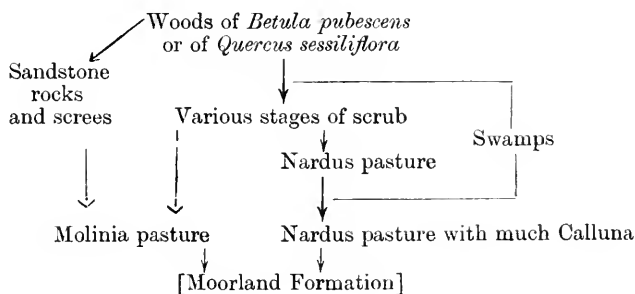 Woods of Betula pubescens
or of Quercus sessiliflora
Sandstone
rocks
and screes
Various stages of scrub
Swamps
Nardus pasture
Molinia pasture
Nardus pasture with much Calluna
[Moorland Formation]